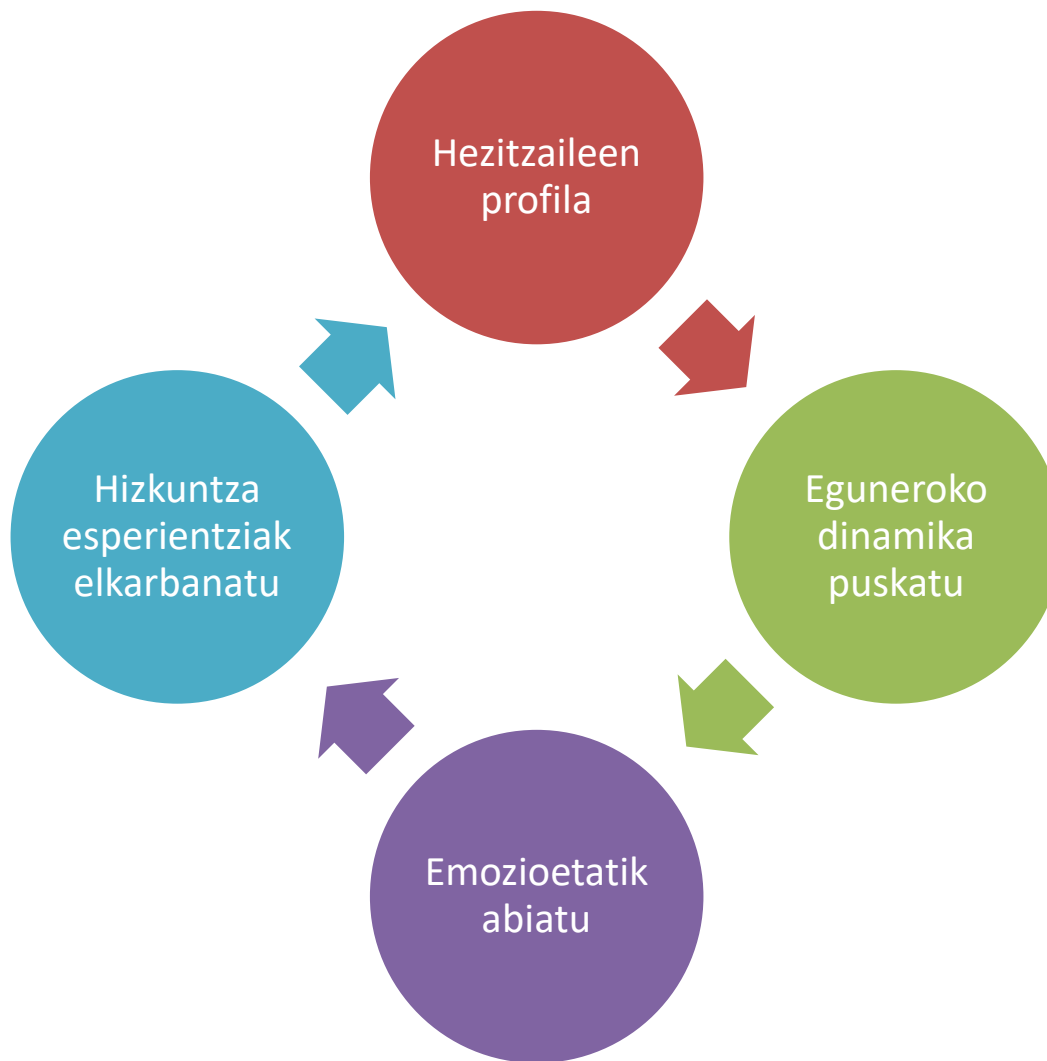 Hezitzaileen
profila
Eguneroko
dinamika
puskatu
Emozioetatik
abiatu
Hizkuntza
esperientziak
elkarbanatu